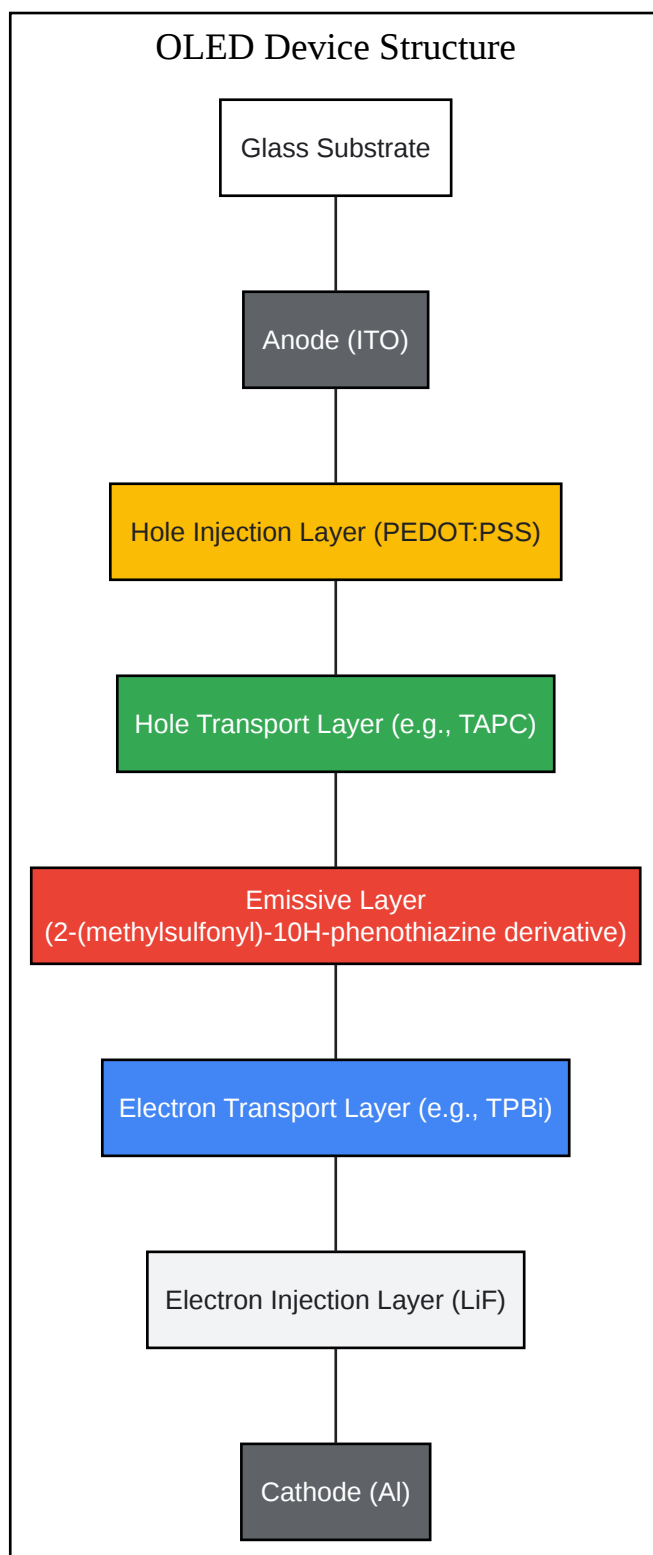 OLED Device Structure
Glass Substrate
Anode (ITO)
Hole Injection Layer (PEDOT:PSS)
Hole Transport Layer (e.g., TAPC)
Emissive Layer
(2-(methylsulfonyl)-10H-phenothiazine derivative)
Electron Transport Layer (e.g., TPBi)
Electron Injection Layer (LiF)
Cathode (Al)